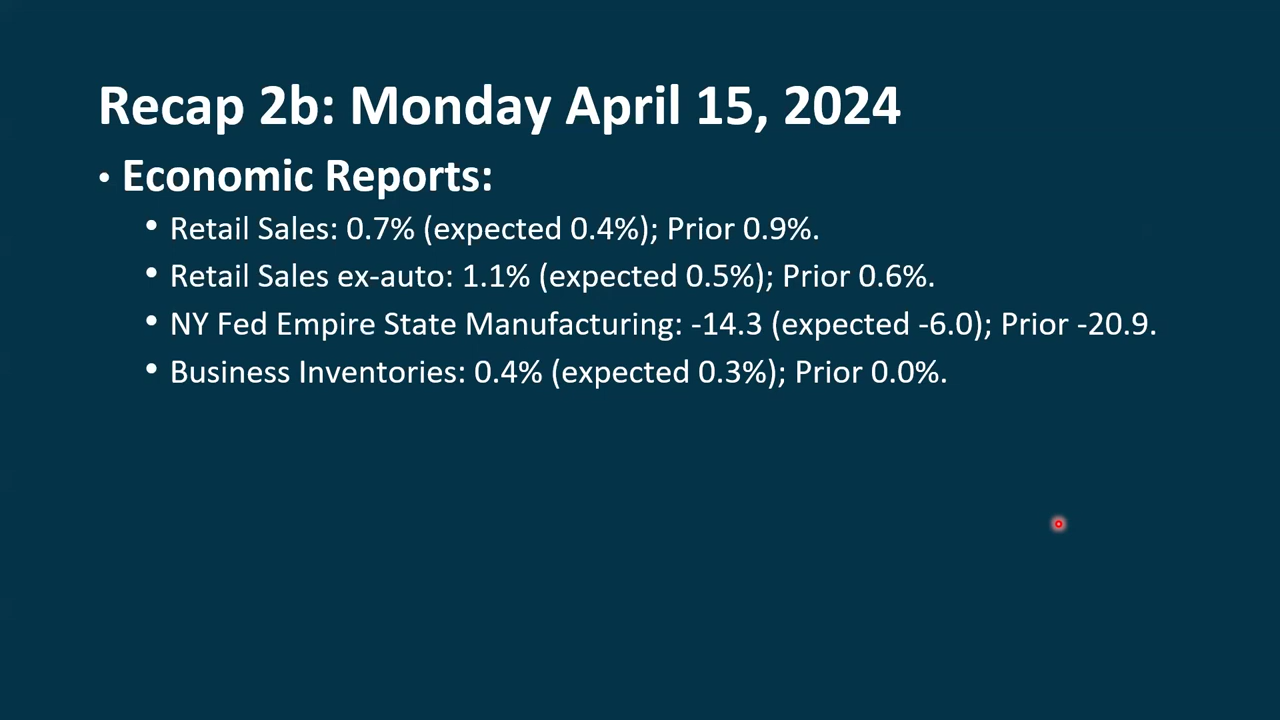 Recap 2b: Monday April 15, 2024
• Economic Reports:
• Retail Sales: 0.7% (expected 0.4%); Prior 0.9%.
• Retail Sales ex-auto: 1.1% (expected 0.5%); Prior 0.6%.
• NY Fed Empire State Manufacturing: -14.3 (expected -6.0); Prior -20.9.
• Business Inventories: 0.4% (expected 0.3%); Prior 0.0%.